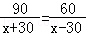 90/(x+30) = 60/(x−30)